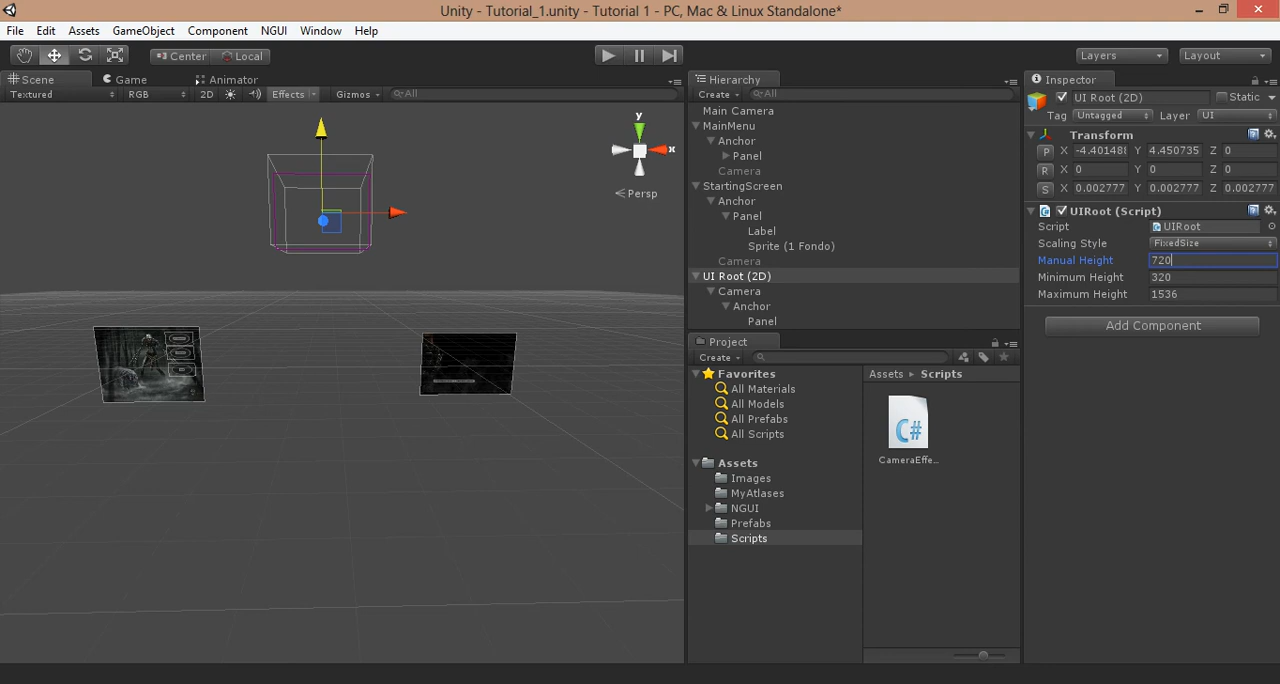 Unity - Tutorial_1.unity - Tutorial 1 - PC, Mac & Linux Standalone*
File Edit Assets GameObject Component NGUI Window Help
Center Local Layers Layout
Scene Game Animator
Textured RGB 2D Effects Gizmos All
y
x
Persp
Hierarchy
Create All
Main Camera
MainMenu
Anchor
Panel
Camera
StartingScreen
Anchor
Panel
Label
Sprite (1 Fondo)
Camera
UI Root (2D)
Camera
Anchor
Panel
Project
Create
Favorites
All Materials
All Models
All Prefabs
All Scripts
Assets
Images
MyAtlases
NGUI
Prefabs
Scripts
Assets Scripts
C#
CameraEffe...
Inspector
UI Root (2D) Static
Tag Untagged Layer UI
Transform
P X -4.401488 Y 4.450735 Z 0
R X 0 Y 0 Z 0
S X 0.002777 Y 0.002777 Z 0.002777
UIRoot (Script)
Script UIRoot
Scaling Style FixedSize
Manual Height 720
Minimum Height 320
Maximum Height 1536
Add Component